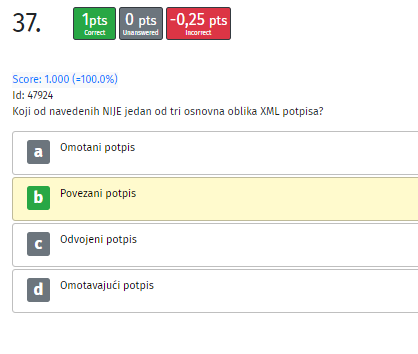 37.
1pts
Correct
0 pts
Unanswered
-0,25 pts
Incorrect
Score: 1,000 (=100.0%)
Id: 47924
Koji od navedenih NIJE jedan od tri osnovna oblika XML potpisa?
a Omotani potpis
b Povezani potpis
c Odvojeni potpis
d Omotavajući potpis